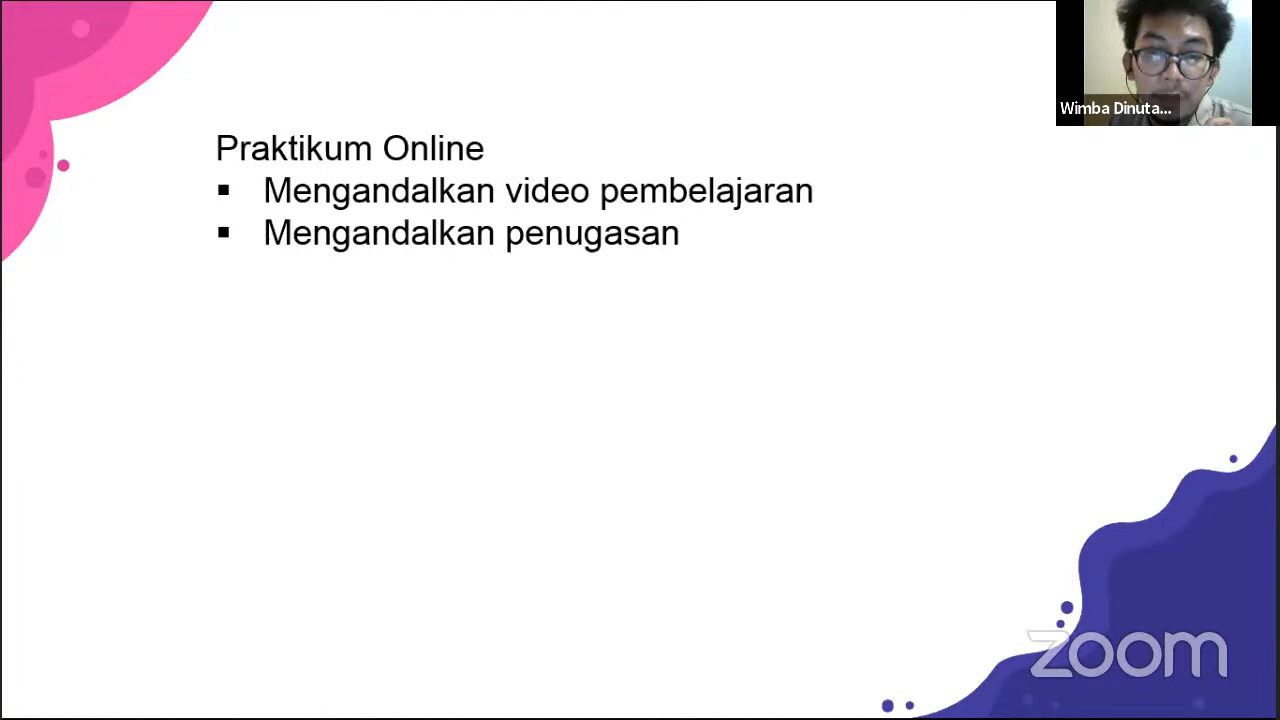 Wimba Dinuta...
Praktikum Online
▪ Mengandalkan video pembelajaran
▪ Mengandalkan penugasan
zoom